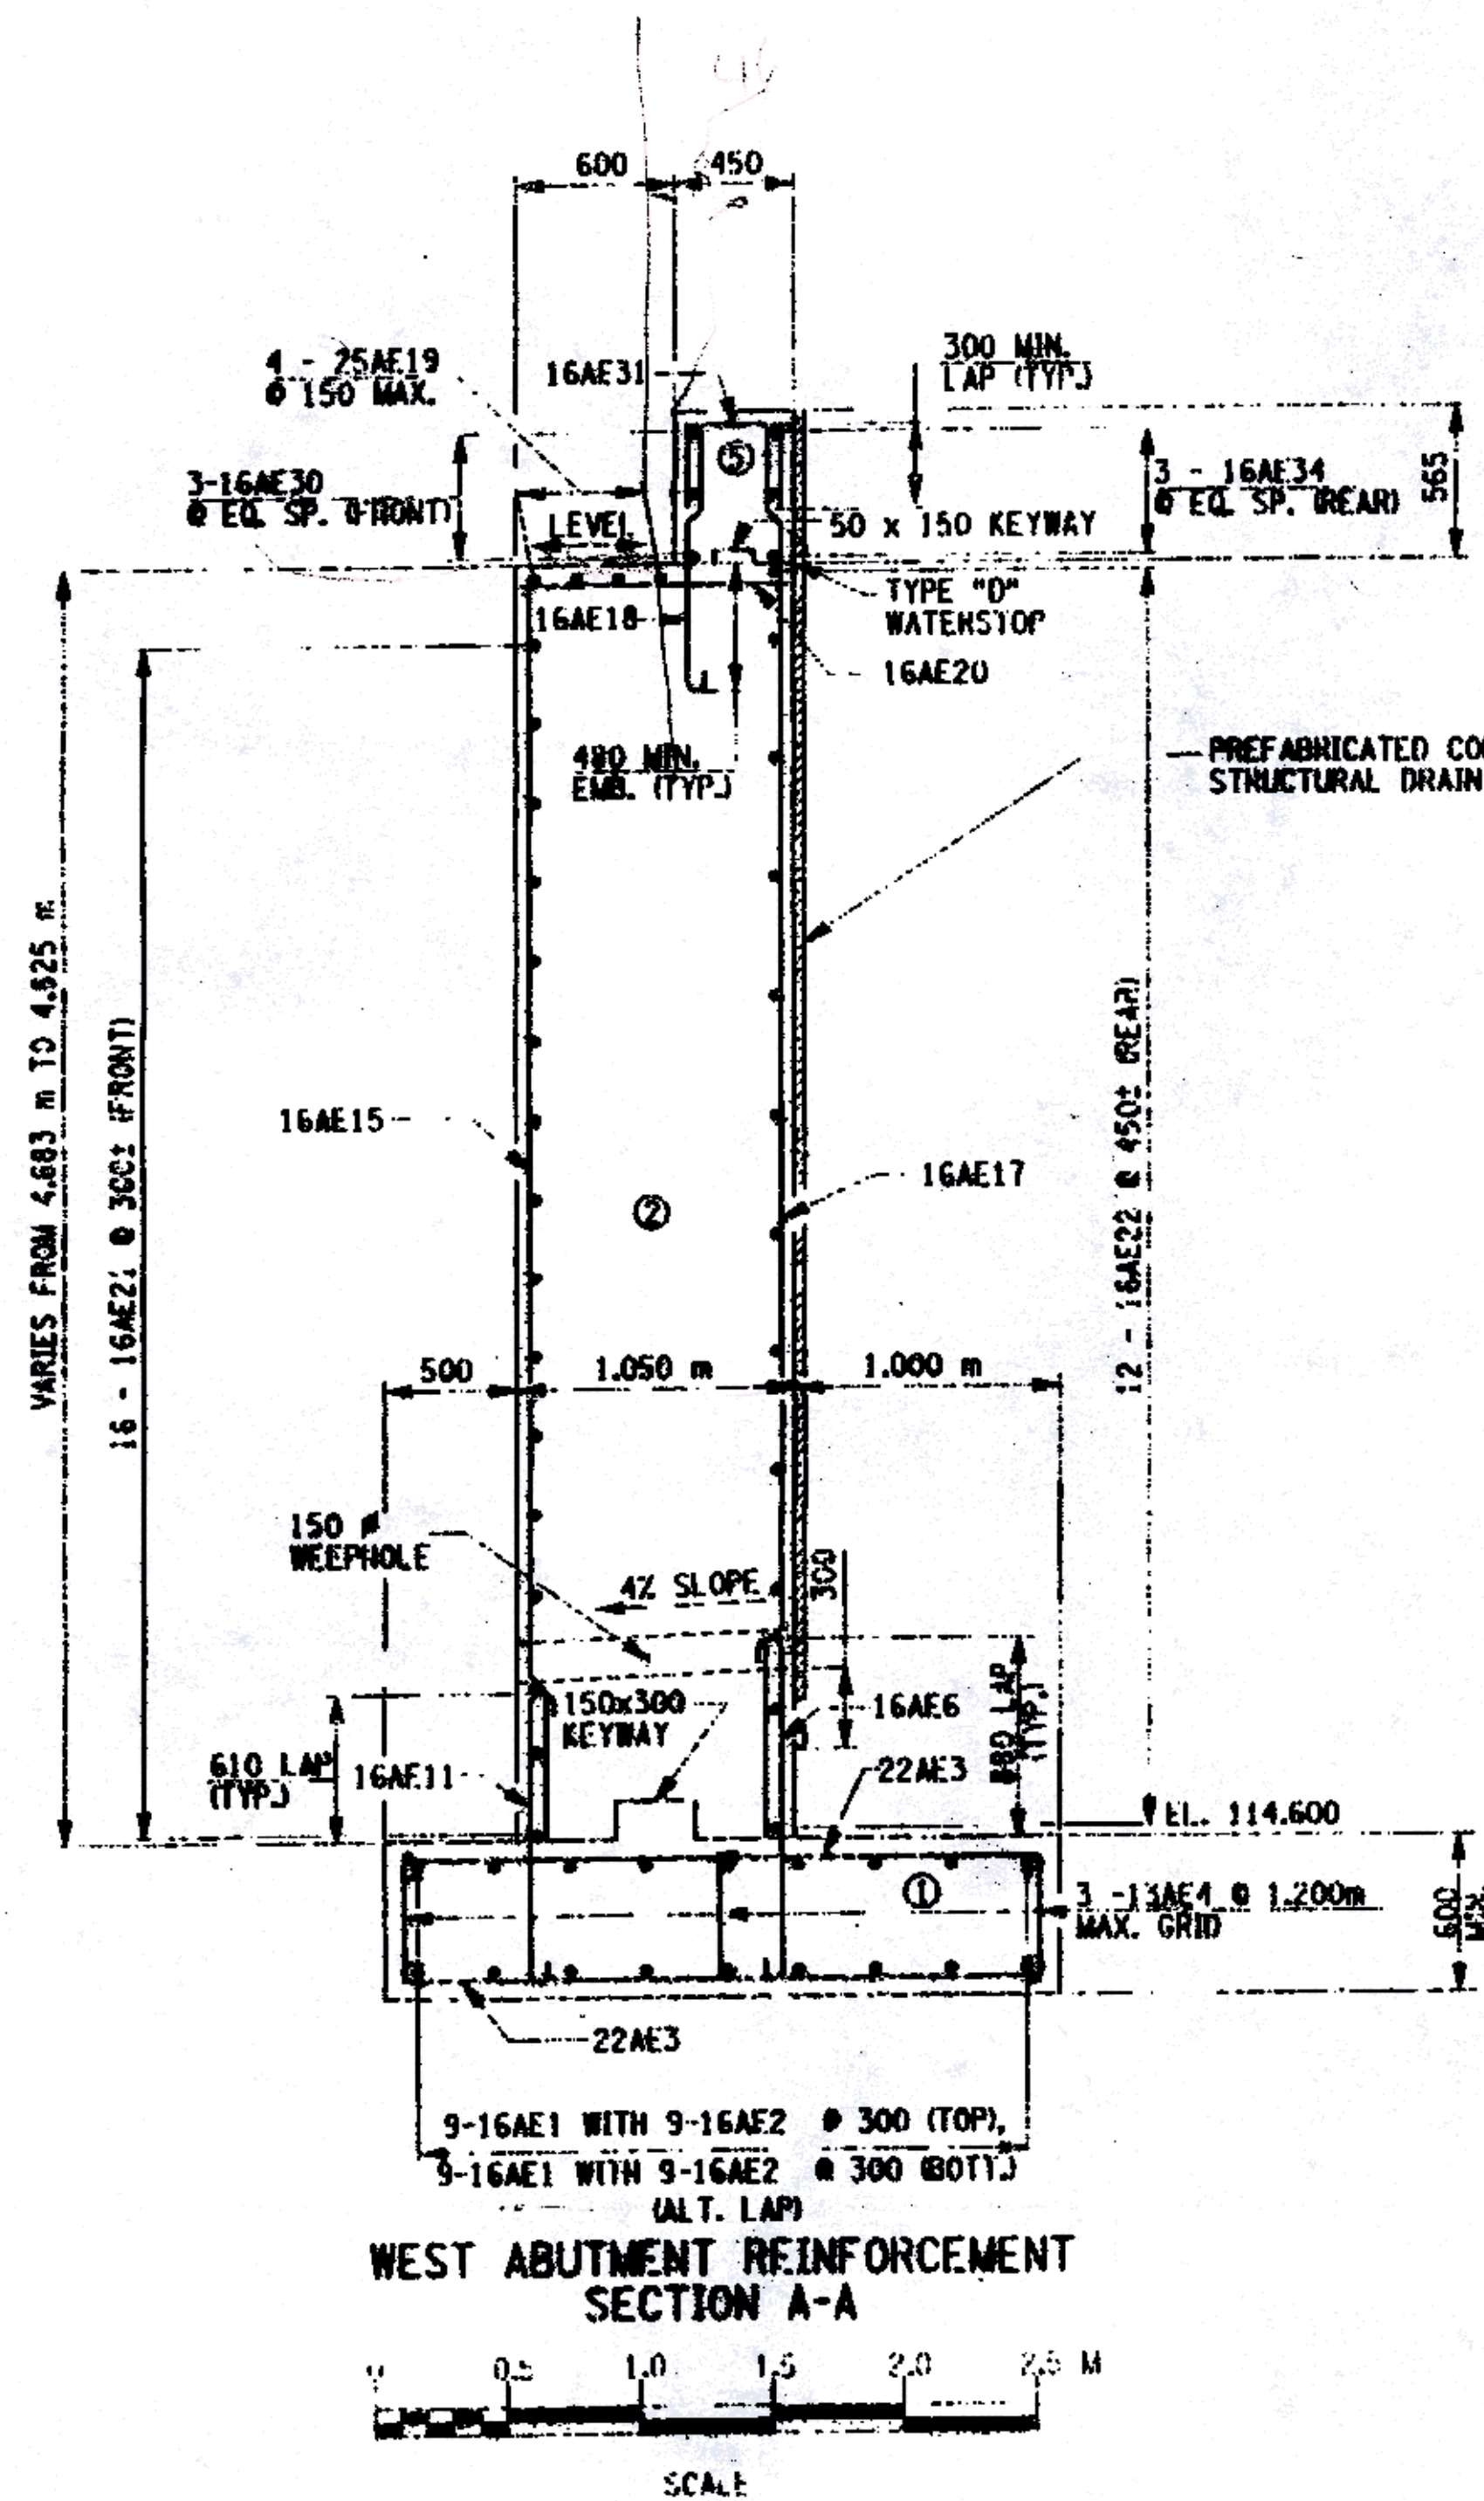 600
450
4 - 25AE19
@ 150 MAX.
16AE31
300 MIN.
LAP (TYP.)
5
3-16AE30
@ EQ. SP. (FRONT)
3 - 16AE34
@ EQ. SP. (REAR)
565
LEVEL
50 x 150 KEYWAY
TYPE "D"
WATERSTOP
16AE18
16AE20
EMB. (TYP.)
PREFABRICATED
STRUCTURAL DRAIN
VARIES FROM 4.683 m TO 4.625 m
16 - 16AE21 @ 300± (FRONT)
16AE15
16AE17
2
12 - 16AE22 @ 450± (REAR)
500
1.050 m
1.000 m
150 ø
WEEPHOLE
4% SLOPE
300
150x300
KEYWAY
16AE6
LAP
(TYP.)
610 LAP
(TYP.)
16AE11
22AE3
EL. 114.600
1
3 -13AE4 @ 1.200m
MAX. GRID
600
22AE3
9-16AE1 WITH 9-16AE2 @ 300 (TOP),
9-16AE1 WITH 9-16AE2 @ 300 (BOTT.)
(ALT. LAP)
WEST ABUTMENT REINFORCEMENT
SECTION A-A
0 0.5 1.0 1.5 2.0 2.5 M
SCALE